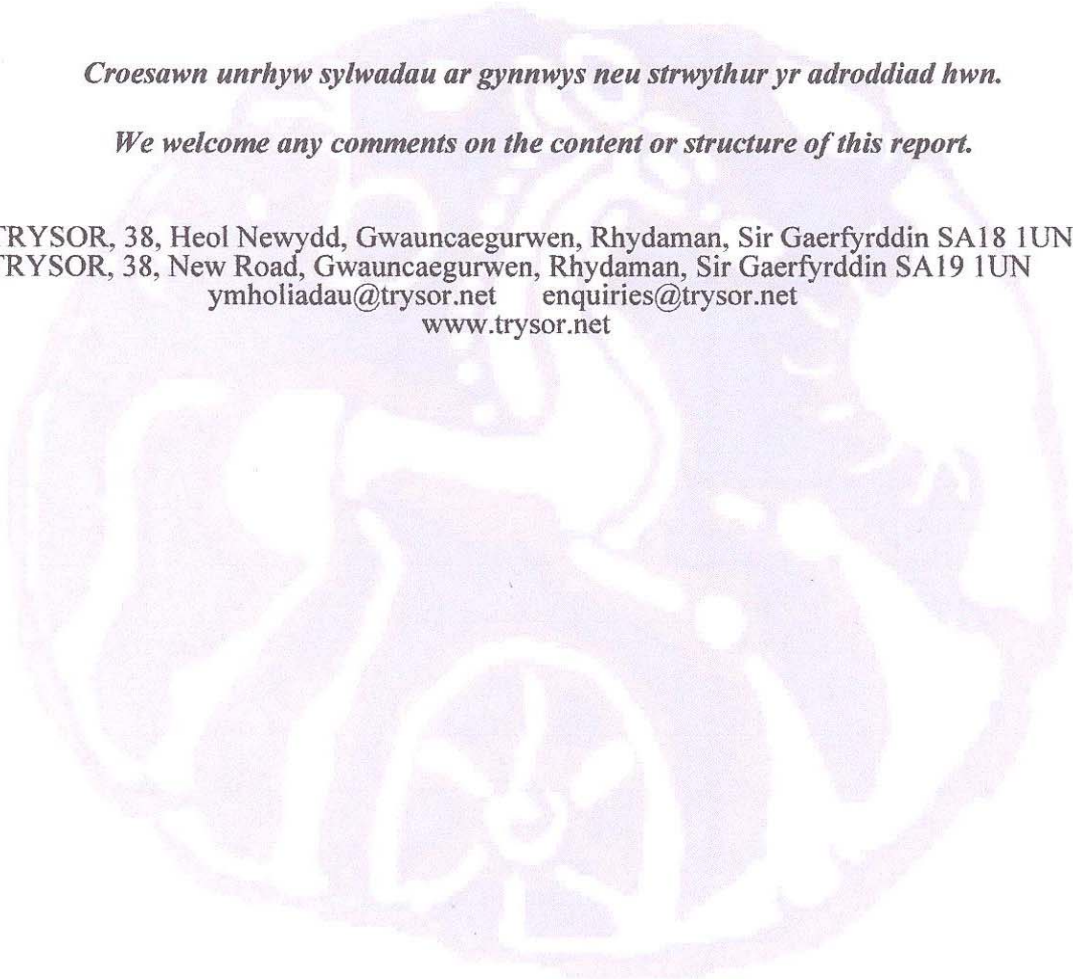 Croesawn unrhyw sylwadau ar gynnwys neu strwythur yr adroddiad hwn.
We welcome any comments on the content or structure of this report.
TRYSOR, 38, Heol Newydd, Gwauncaegurwen, Rhydaman, Sir Gaerfyrddin SA18 1UN
TRYSOR, 38, New Road, Gwauncaegurwen, Rhydaman, Sir Gaerfyrddin SA19 1UN
ymholiadau@trysor.net enquiries@trysor.net
www.trysor.net